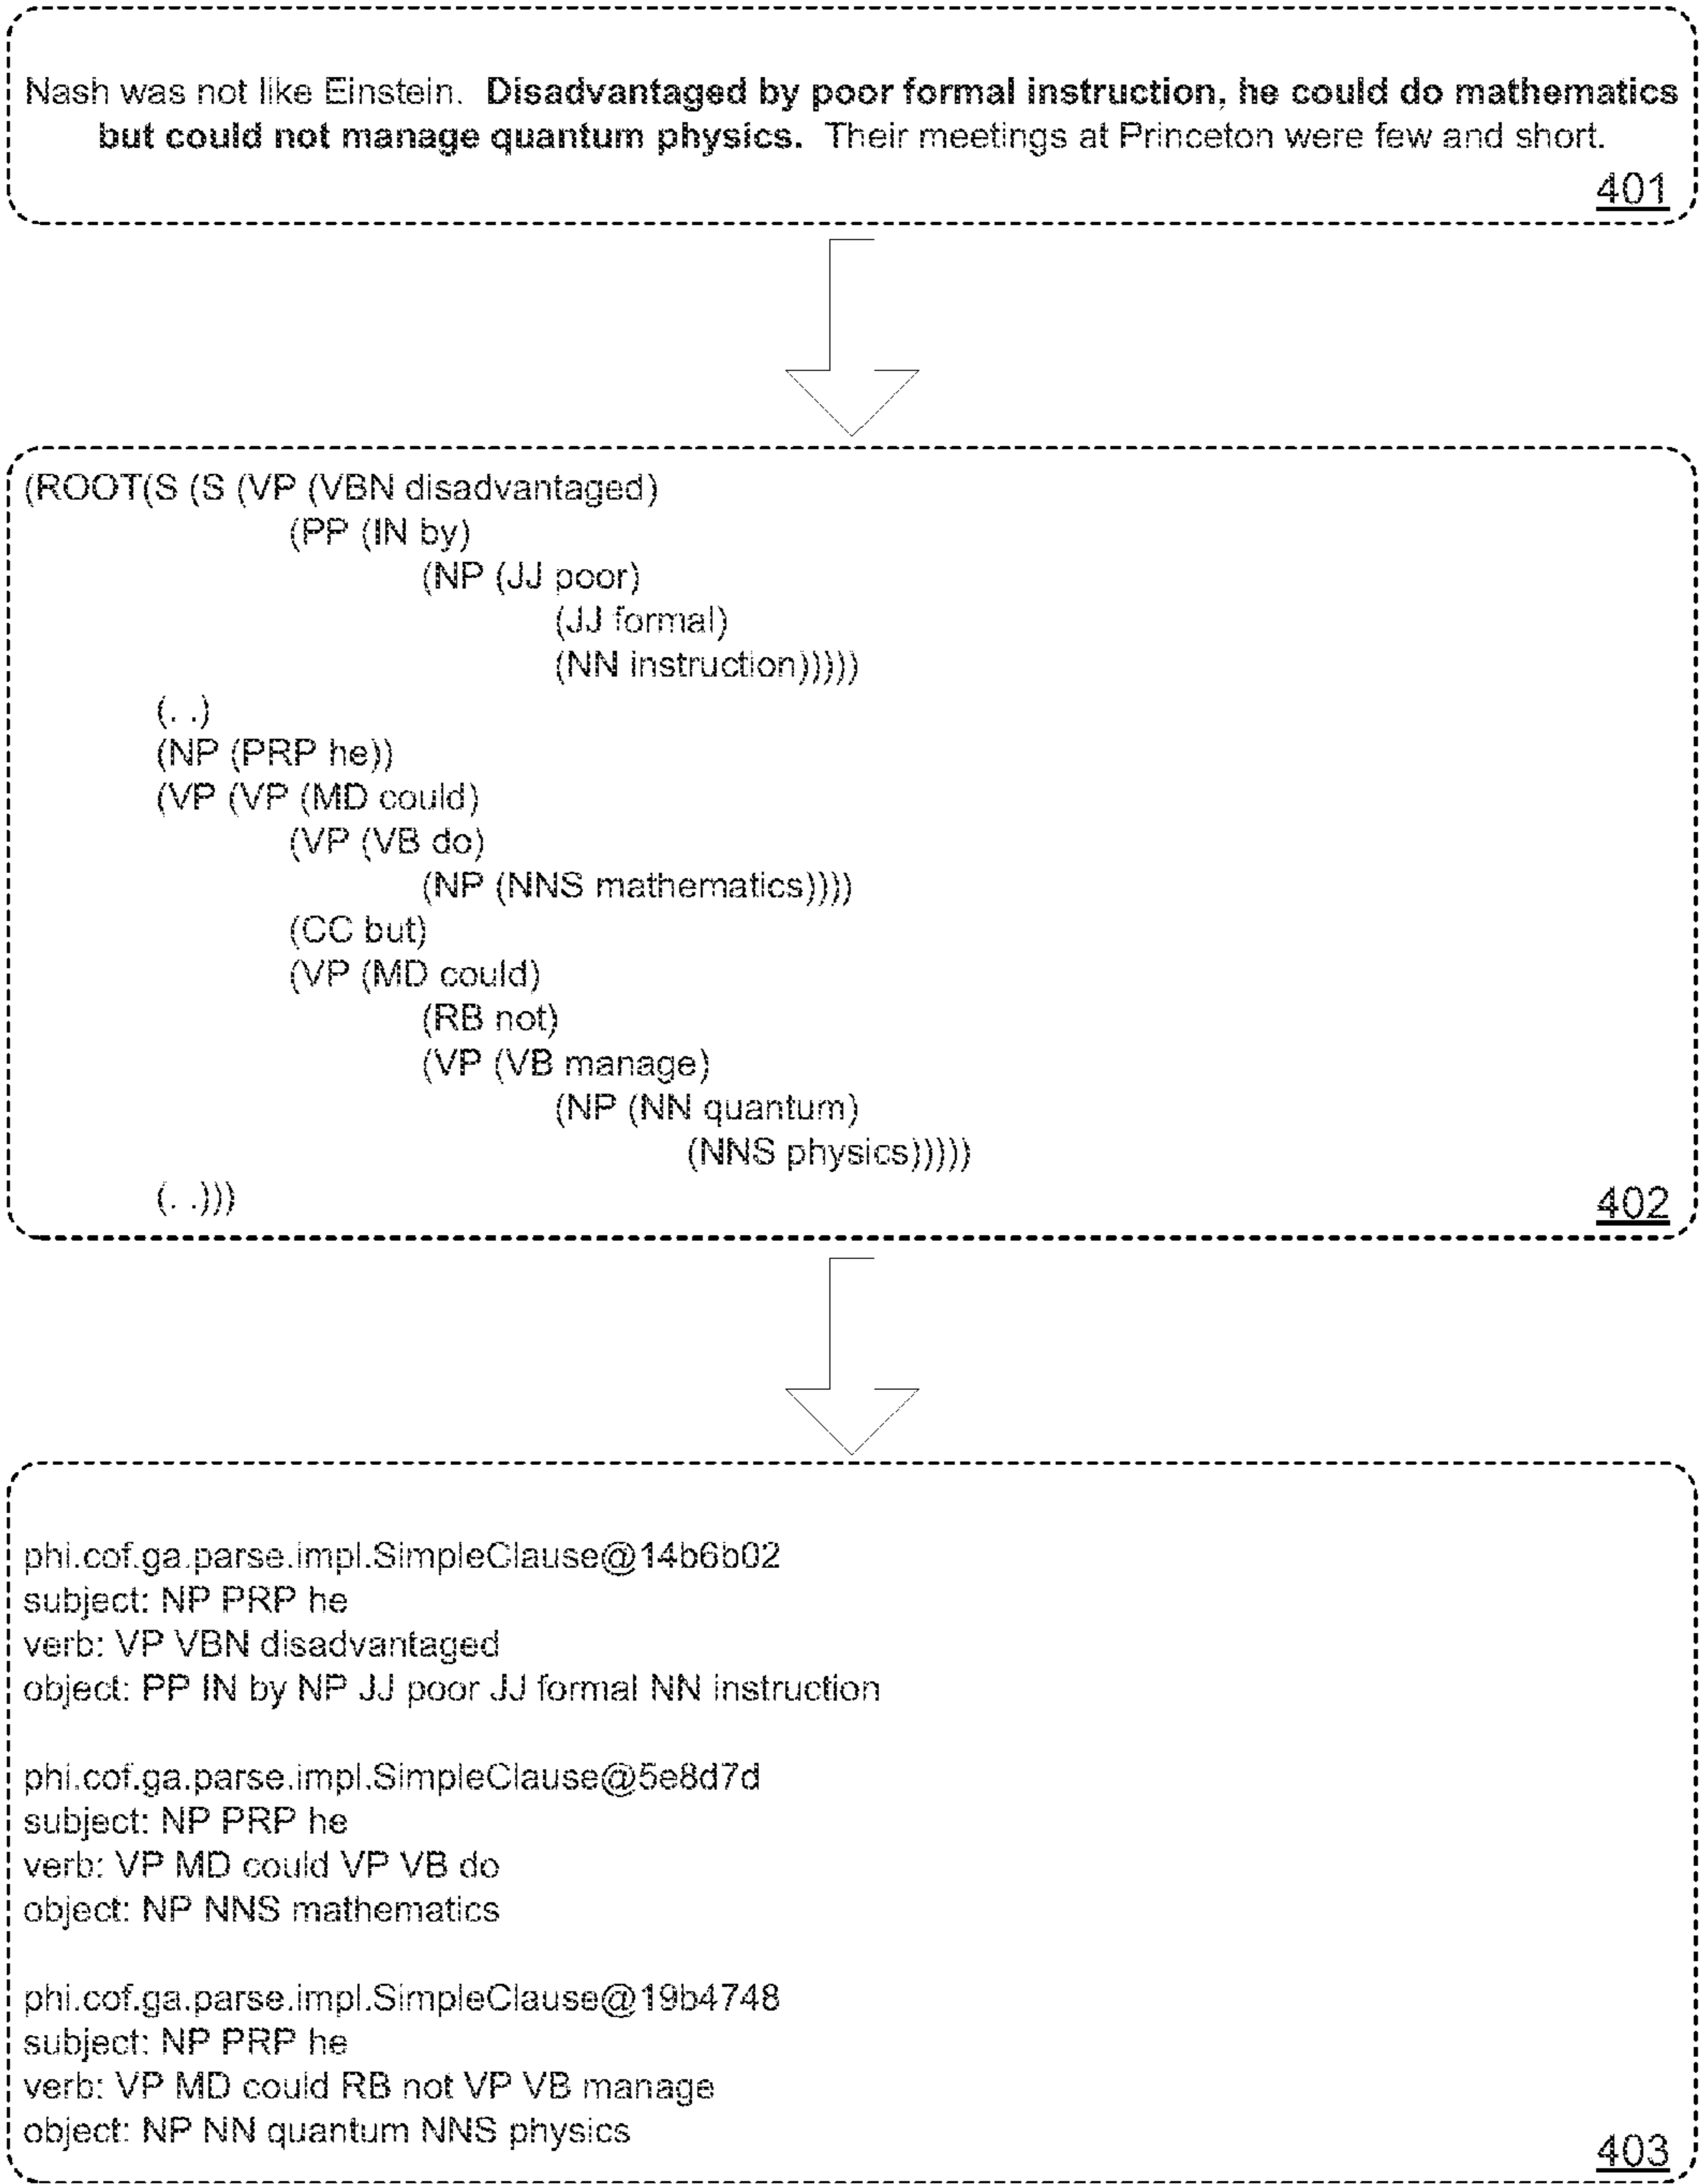 Nash was not like Einstein. Disadvantaged by poor formal instruction, he could do mathematics
but could not manage quantum physics. Their meetings at Princeton were few and short.
401
(ROOT(S (S (VP (VBN disadvantaged)
(PP (IN by)
(NP (JJ poor)
(JJ formal)
(NN instruction)))))
(. .)
(NP (PRP he))
(VP (VP (MD could)
(VP (VB do)
(NP (NNS mathematics))))
(CC but)
(VP (MD could)
(RB not)
(VP (VB manage)
(NP (NN quantum)
(NNS physics)))))
(. .)))
402
phi.cof.ga.parse.impl.SimpleClause@14b6b02
subject: NP PRP he
verb: VP VBN disadvantaged
object: PP IN by NP JJ poor JJ formal NN instruction
phi.cof.ga.parse.impl.SimpleClause@5e8d7d
subject: NP PRP he
verb: VP MD could VP VB do
object: NP NNS mathematics
phi.cof.ga.parse.impl.SimpleClause@19b4748
subject: NP PRP he
verb: VP MD could RB not VP VB manage
object: NP NN quantum NNS physics
403